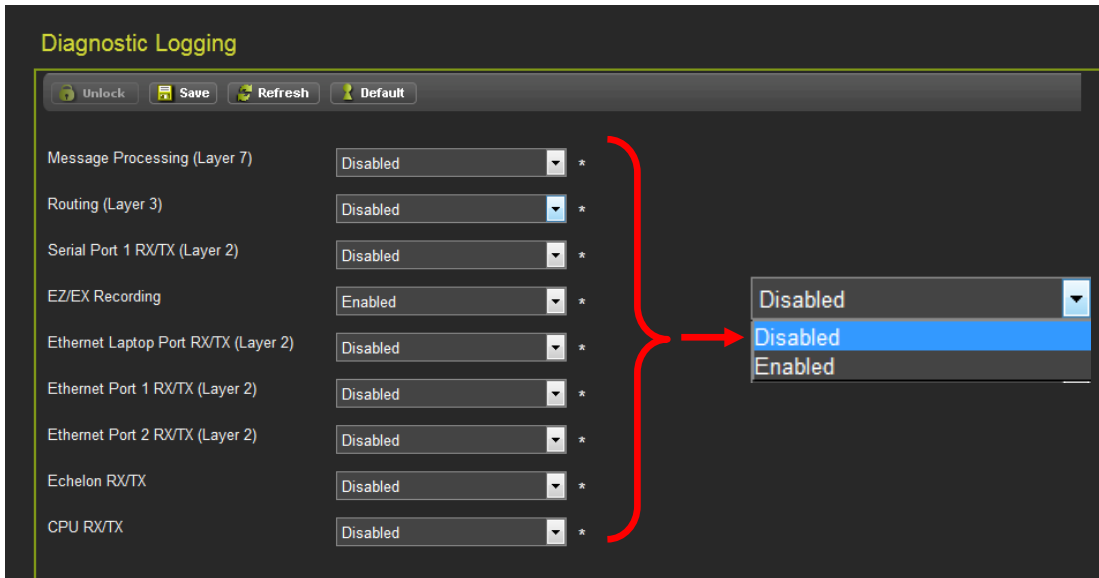 Diagnostic Logging
Unlock Save Refresh Default
Message Processing (Layer 7) Disabled *
Routing (Layer 3) Disabled *
Serial Port 1 RX/TX (Layer 2) Disabled *
EZ/EX Recording Enabled *
Ethernet Laptop Port RX/TX (Layer 2) Disabled *
Ethernet Port 1 RX/TX (Layer 2) Disabled *
Ethernet Port 2 RX/TX (Layer 2) Disabled *
Echelon RX/TX Disabled *
CPU RX/TX Disabled *
Disabled
Disabled
Enabled